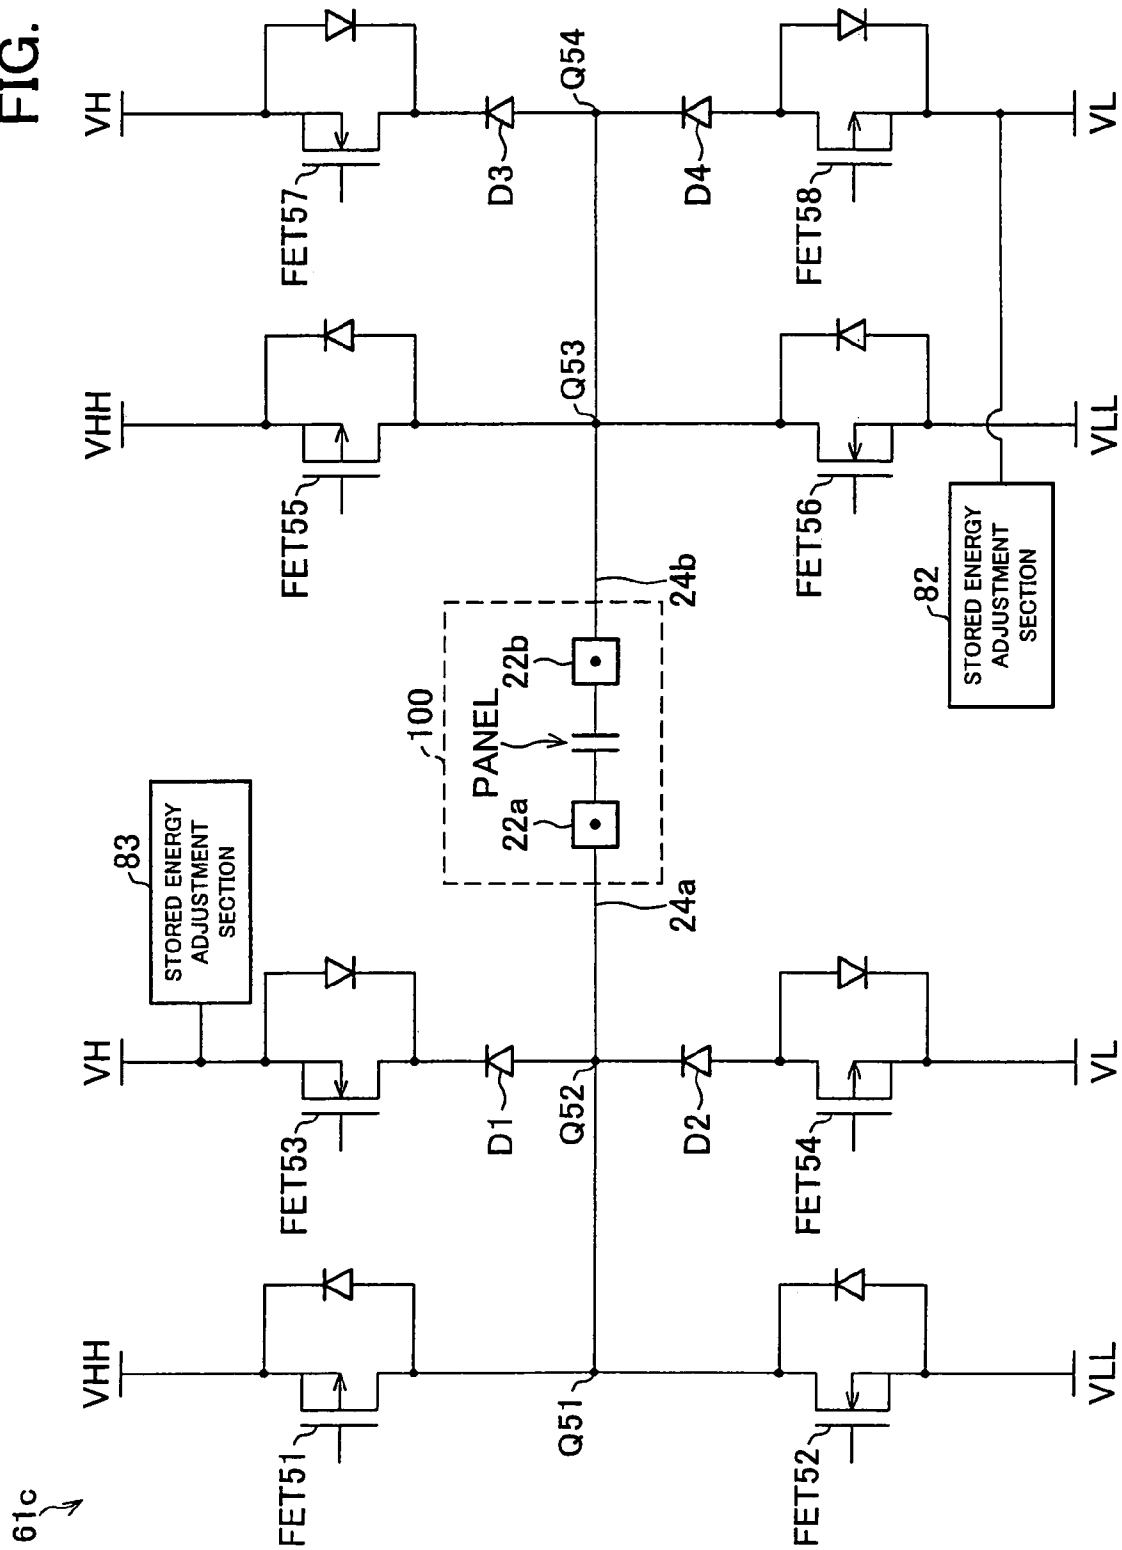 FIG.
61c
VHH
VH
VHH
VH
83
STORED ENERGY
ADJUSTMENT
SECTION
FET51
FET53
FET55
FET57
100
PANEL
D1
D3
22a
22b
Q51
Q52
Q53
Q54
24a
24b
D2
D4
FET52
FET54
FET56
FET58
82
STORED ENERGY
ADJUSTMENT
SECTION
VLL
VL
VLL
VL